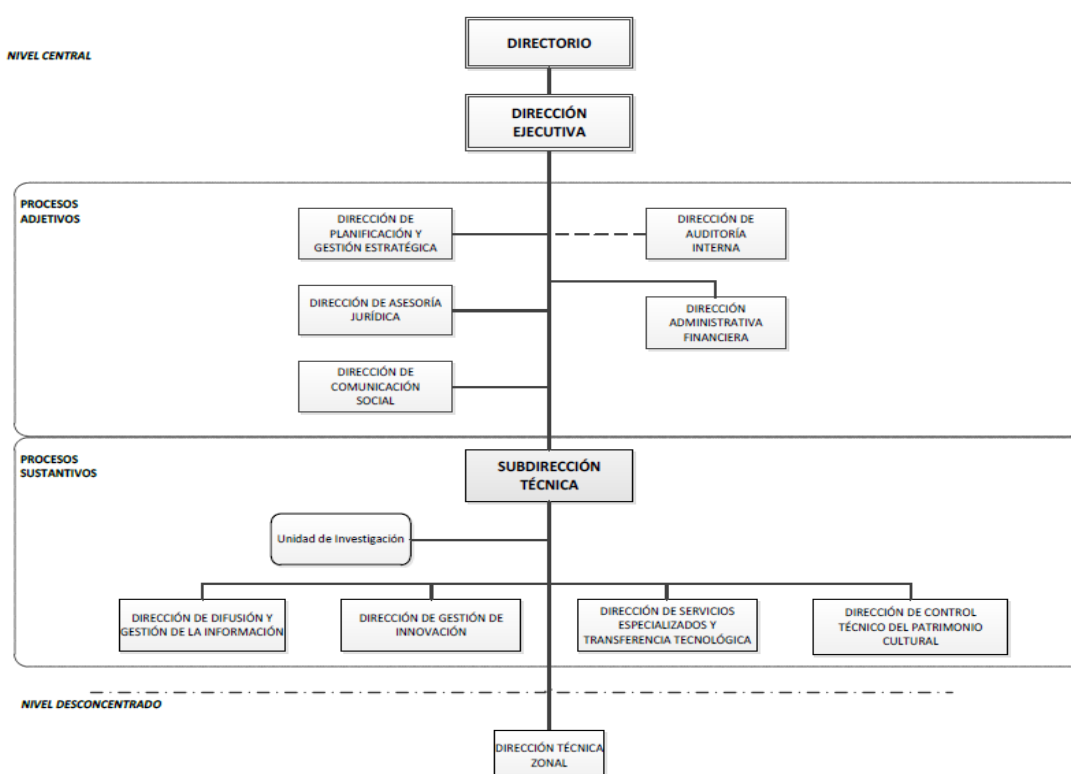 DIRECTORIO
NIVEL CENTRAL
DIRECCIÓN
EJECUTIVA
PROCESOS
ADJETIVOS
DIRECCIÓN DE
PLANIFICACIÓN Y
GESTIÓN ESTRATÉGICA
DIRECCIÓN DE
AUDITORÍA
INTERNA
DIRECCIÓN DE ASESORÍA
JURÍDICA
DIRECCIÓN
ADMINISTRATIVA
FINANCIERA
DIRECCIÓN DE
COMUNICACIÓN
SOCIAL
PROCESOS
SUSTANTIVOS
SUBDIRECCIÓN
TÉCNICA
Unidad de Investigación
DIRECCIÓN DE DIFUSIÓN Y
GESTIÓN DE LA INFORMACIÓN
DIRECCIÓN DE GESTIÓN DE
INNOVACIÓN
DIRECCIÓN DE SERVICIOS
ESPECIALIZADOS Y
TRANSFERENCIA TECNOLÓGICA
DIRECCIÓN DE CONTROL
TÉCNICO DEL PATRIMONIO
CULTURAL
NIVEL DESCONCENTRADO
DIRECCIÓN TÉCNICA
ZONAL